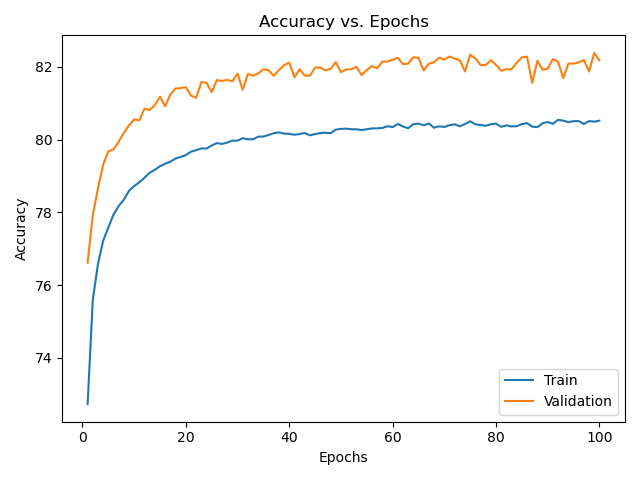 Accuracy vs. Epochs
82
80
78
76
74
Accuracy
0 20 40 60 80 100
Epochs
Train
Validation